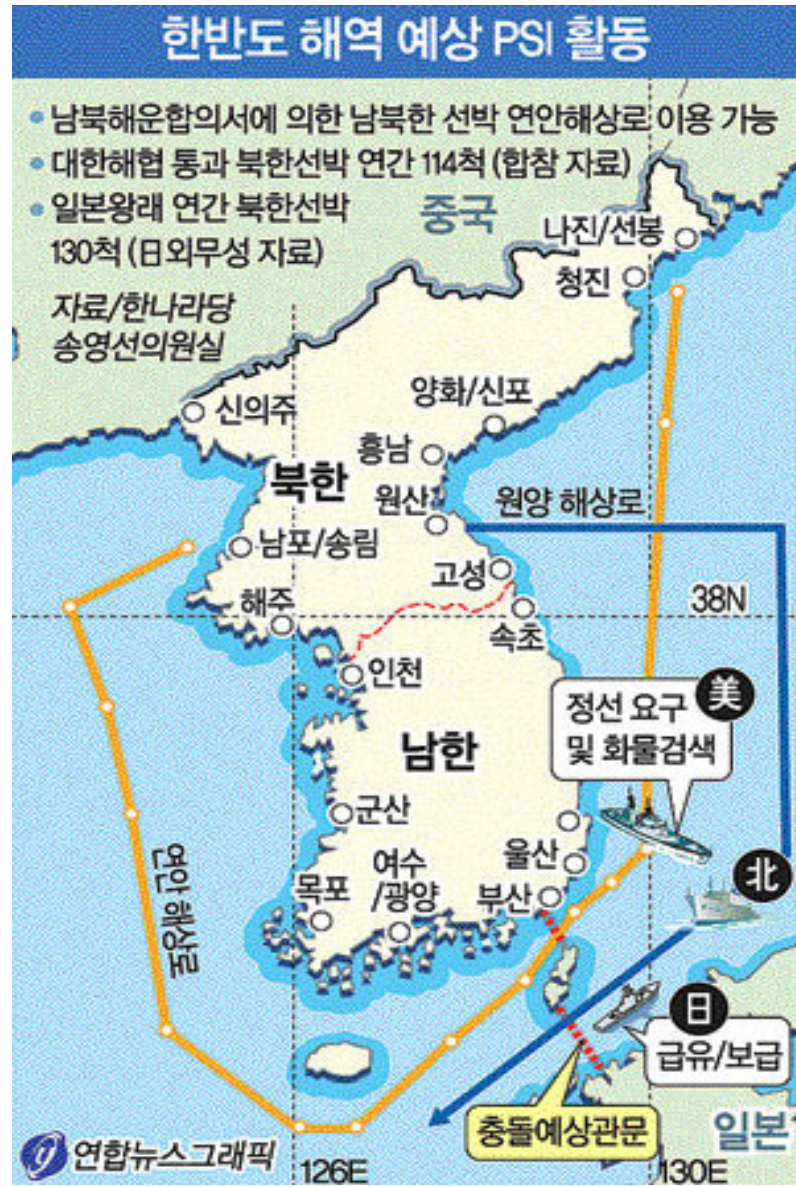 한반도 해역 예상 PSI 활동
남북해운합의서에 의한 남북한 선박 연안해상로 이용 가능
대한해협 통과 북한선박 연간 114척 (합참 자료)
일본왕래 연간 북한선박
130척 (日외무성 자료)
자료/한나라당
송영선의원실
중국
나진/선봉
청진
신의주
양화/신포
흥남
북한
원산
원양 해상로
남포/송림
고성
해주
38N
속초
인천
美
정선 요구
및 화물검색
남한
군산
울산
여수
/광양
목포
부산
北
연안 해상로
日
급유/보급
충돌예상관문
일본
연합뉴스그래픽
126E
130E